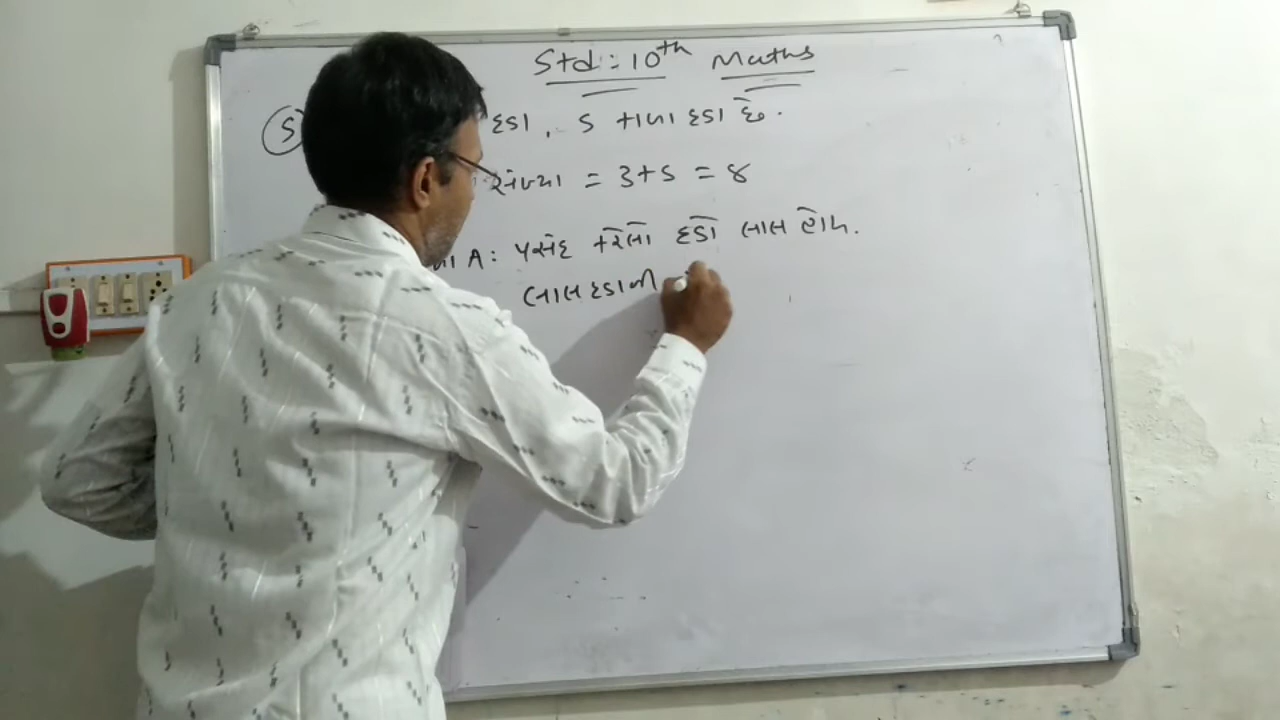 Std : 10th Maths
5 દડા, 5 કાળા દડા છે.
સંખ્યા = 3+5 = 8
A: પસંદ કરેલો દડો લાલ હોય.
લાલ દડાની